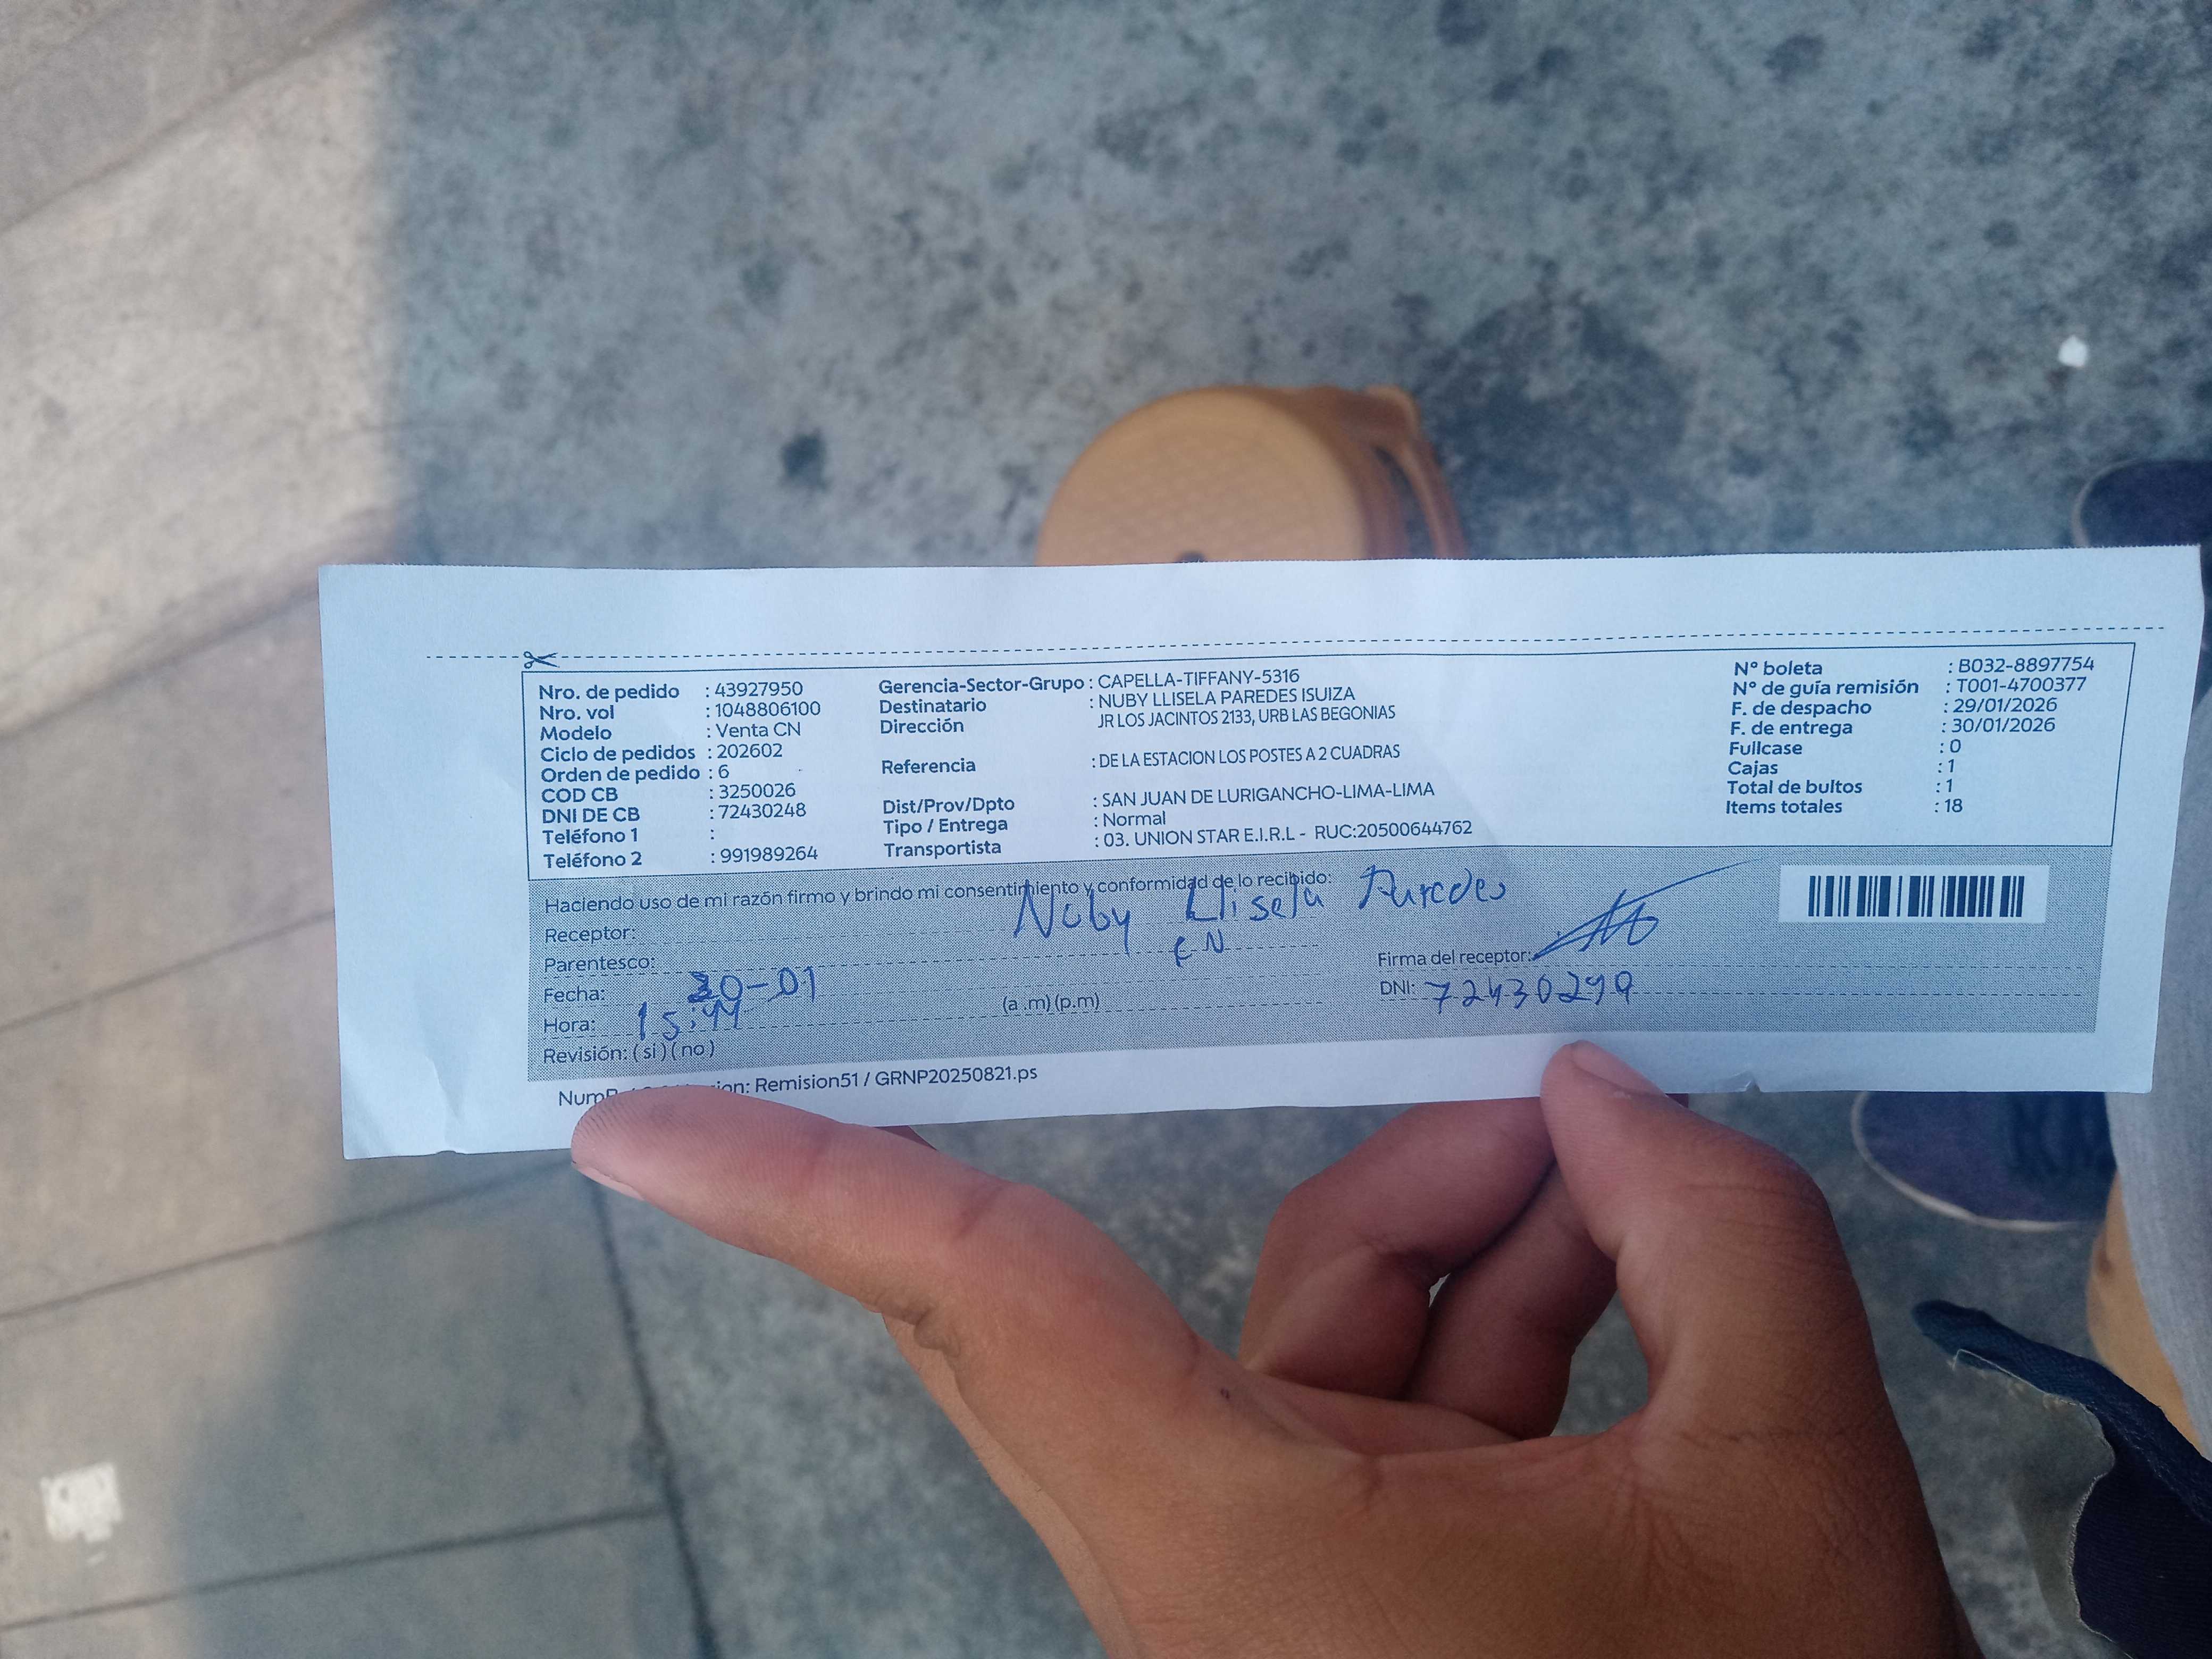 Nro. de pedido : 43927950
Nro. vol : 1048806100
Modelo : Venta CN
Ciclo de pedidos : 202602
Orden de pedido : 6
COD CB : 3250026
DNI DE CB : 72430248
Teléfono 1 :
Teléfono 2 : 991989264
Gerencia-Sector-Grupo : CAPELLA-TIFFANY-5316
Destinatario : NUBY LLISELA PAREDES ISUIZA
Dirección JR LOS JACINTOS 2133, URB LAS BEGONIAS
Referencia : DE LA ESTACION LOS POSTES A 2 CUADRAS
Dist/Prov/Dpto : SAN JUAN DE LURIGANCHO-LIMA-LIMA
Tipo / Entrega : Normal
Transportista : 03. UNION STAR E.I.R.L - RUC:20500644762
N° boleta : B032-8897754
N° de guía remisión : T001-4700377
F. de despacho : 29/01/2026
F. de entrega : 30/01/2026
Fullcase : 0
Cajas : 1
Total de bultos : 1
Items totales : 18
Haciendo uso de mi razón firmo y brindo mi consentimiento y conformidad de lo recibido:
Receptor: Nuby Llisela Paredes
Parentesco:
Fecha: 30-01
Hora: 15:44 (a .m) (p.m)
Revisión: ( si ) ( no )
Firma del receptor:
DNI:
Remision51 / GRNP20250821.ps